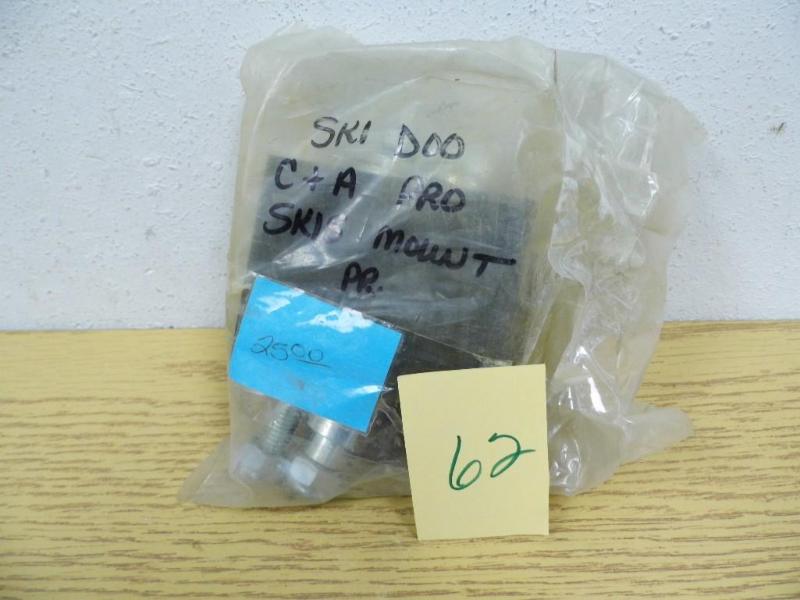 SKI DOO
C+A PRO
SKIS MOUNT
PR.
2500
62